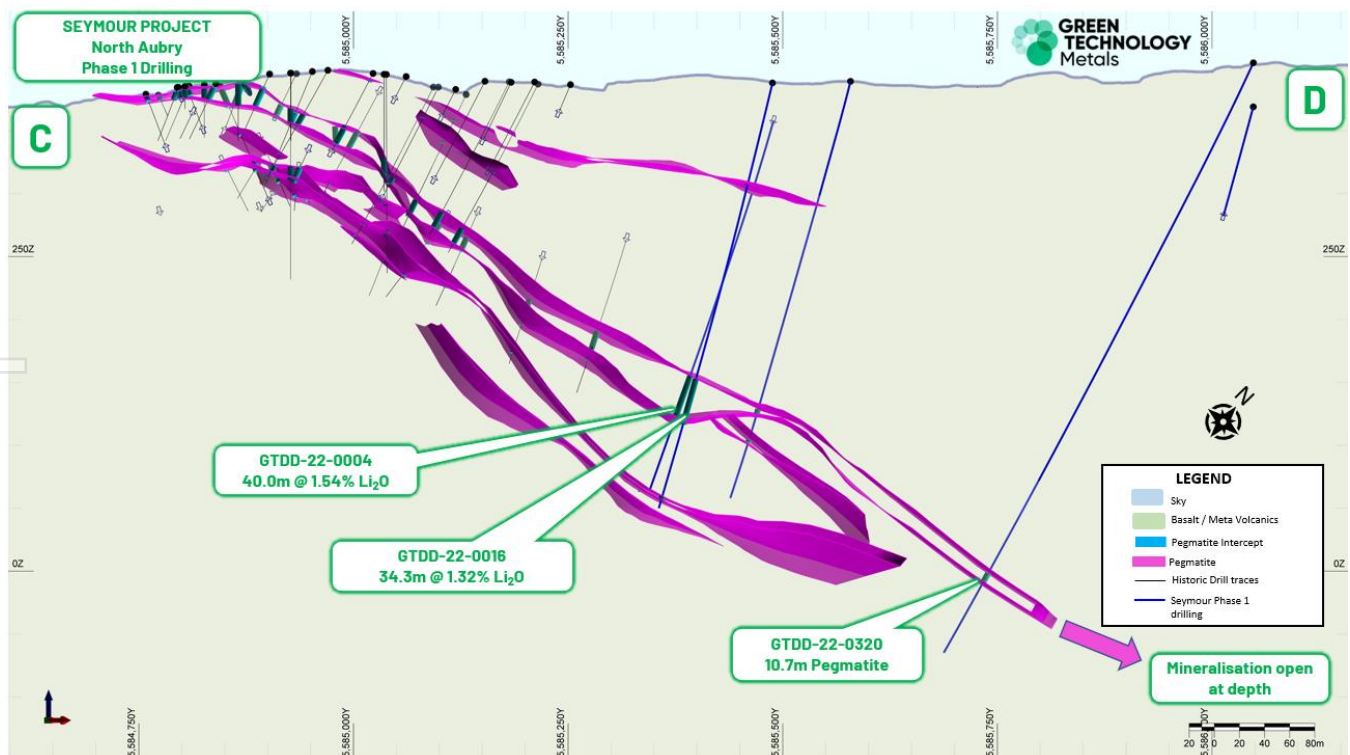 SEYMOUR PROJECT
North Aubry
Phase 1 Drilling
5,585,000Y
5,585,250Y
5,585,500Y
5,585,750Y
5,586,000Y
GREEN
TECHNOLOGY
Metals
C
D
250Z
250Z
GTDD-22-0004
40.0m @ 1.54% Li₂O
GTDD-22-0016
34.3m @ 1.32% Li₂O
GTDD-22-0320
10.7m Pegmatite
N
LEGEND
Sky
Basalt / Meta Volcanics
Pegmatite Intercept
Pegmatite
Historic Drill traces
Seymour Phase 1
drilling
0Z
0Z
Mineralisation open
at depth
5,584,750Y
5,585,000Y
5,585,250Y
5,585,500Y
5,585,750Y
5,586,000Y
20 0 20 40 60 80m